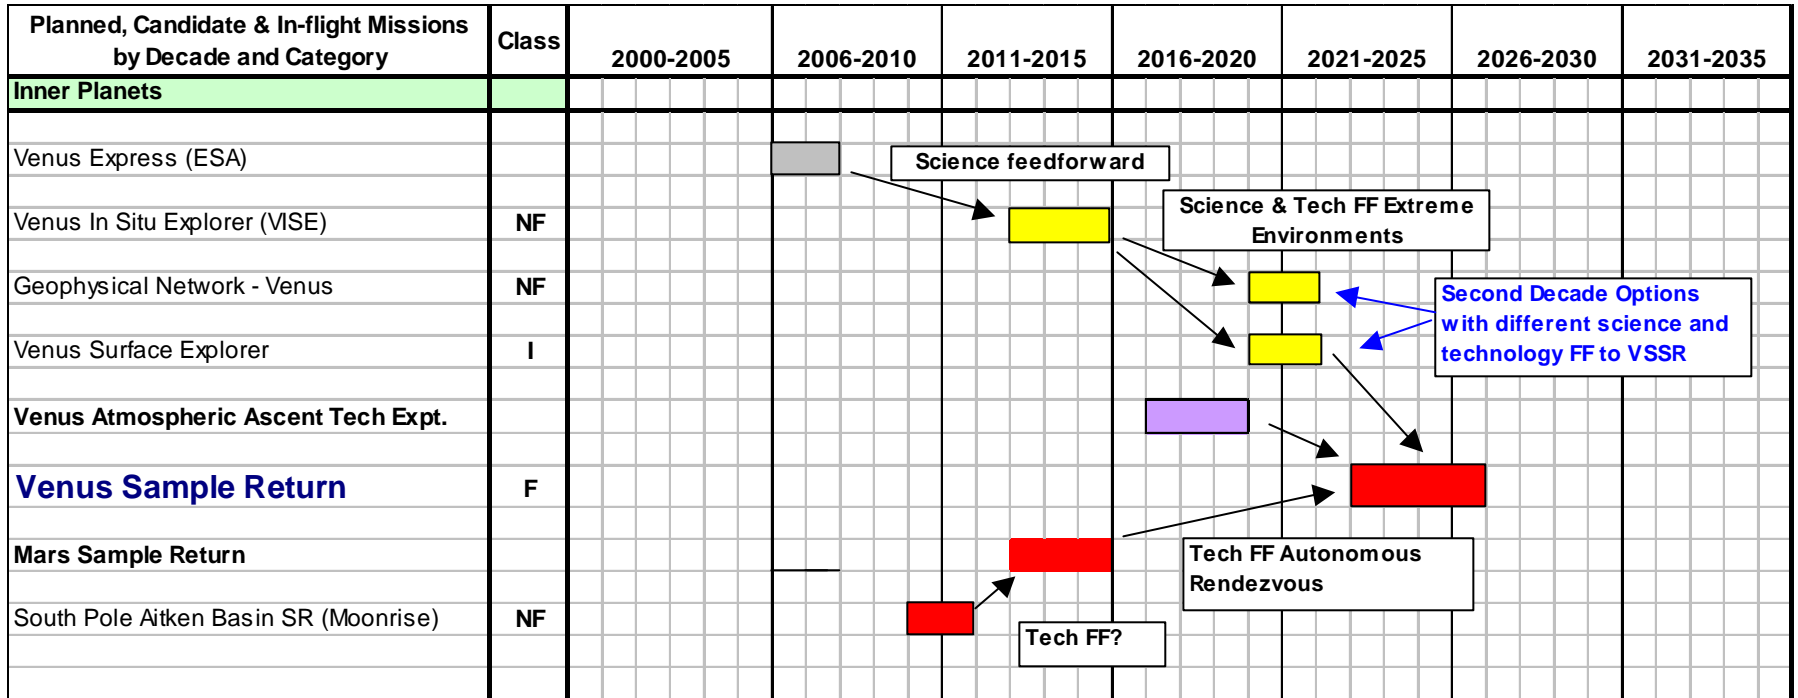 Planned, Candidate & In-flight Missions
by Decade and Category
Class
2000-2005
2006-2010
2011-2015
2016-2020
2021-2025
2026-2030
2031-2035
Inner Planets
Venus Express (ESA)
Science feedforward
Venus In Situ Explorer (VISE)
NF
Science & Tech FF Extreme
Environments
Geophysical Network - Venus
NF
Second Decade Options
with different science and
technology FF to VSSR
Venus Surface Explorer
I
Venus Atmospheric Ascent Tech Expt.
Venus Sample Return
F
Mars Sample Return
Tech FF Autonomous
Rendezvous
South Pole Aitken Basin SR (Moonrise)
NF
Tech FF?